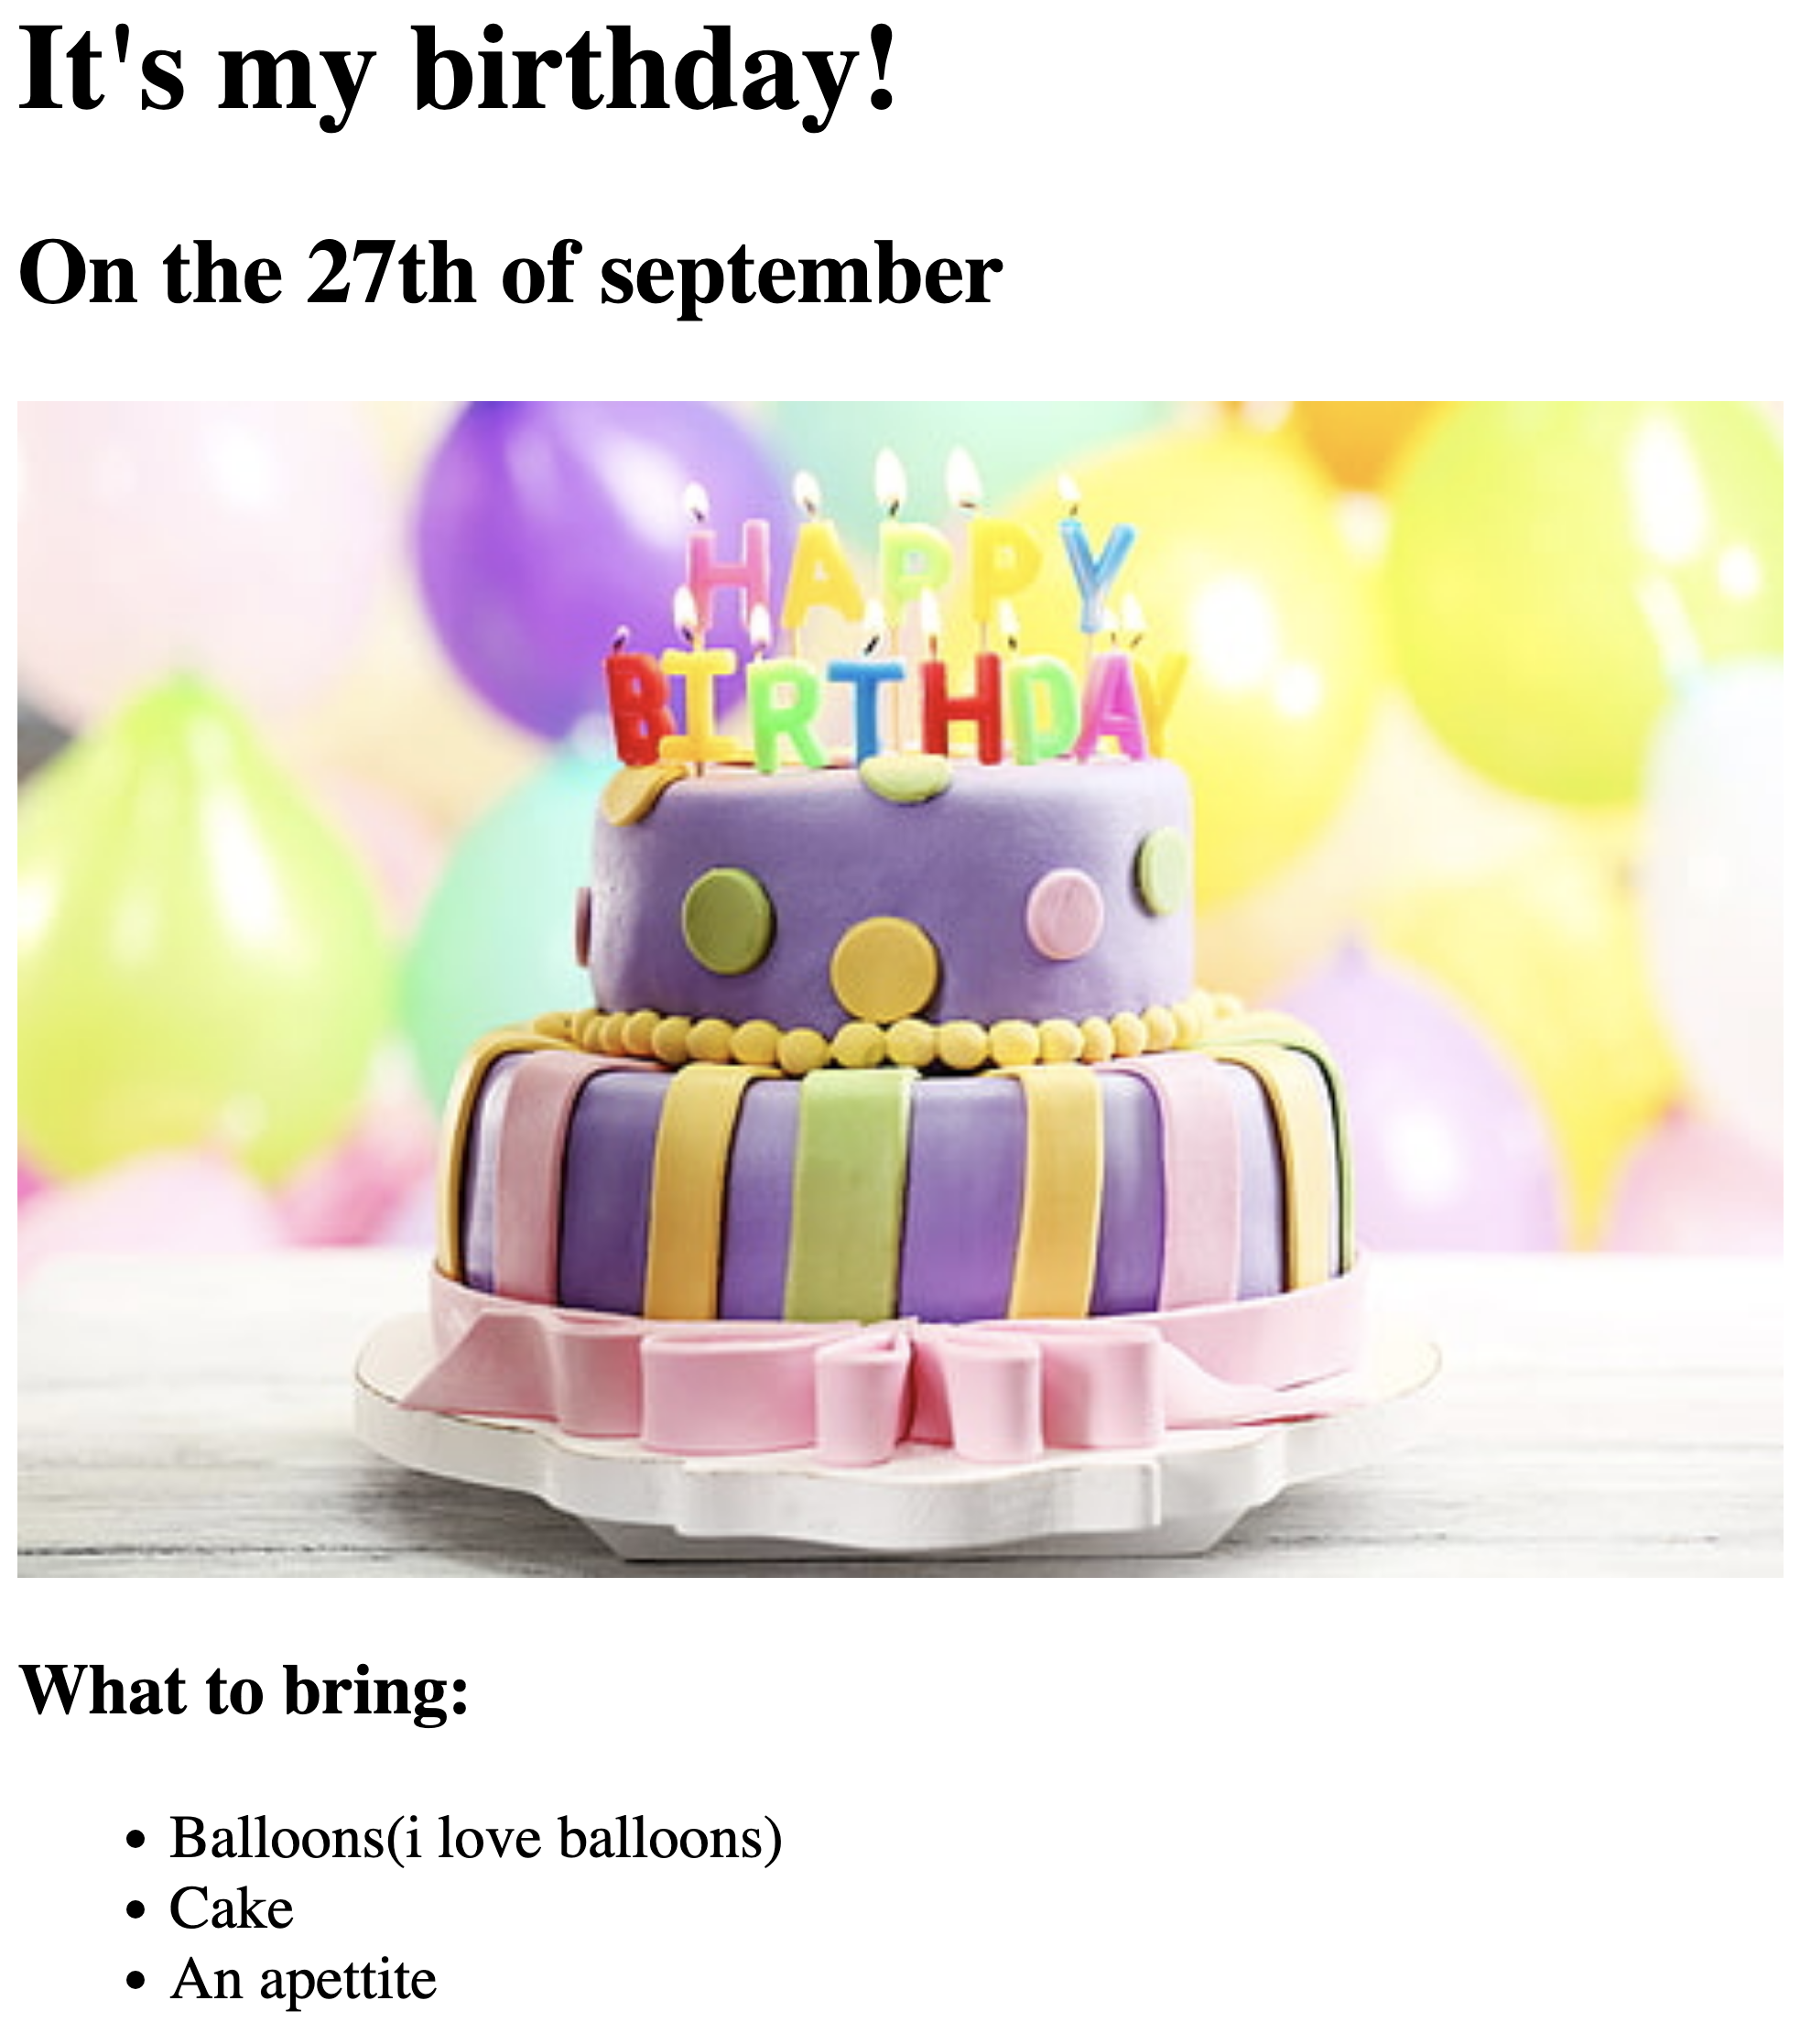 It's my birthday!
On the 27th of september
HAPPY
BIRTHDAY
What to bring:
Balloons(i love balloons)
Cake
An apettite